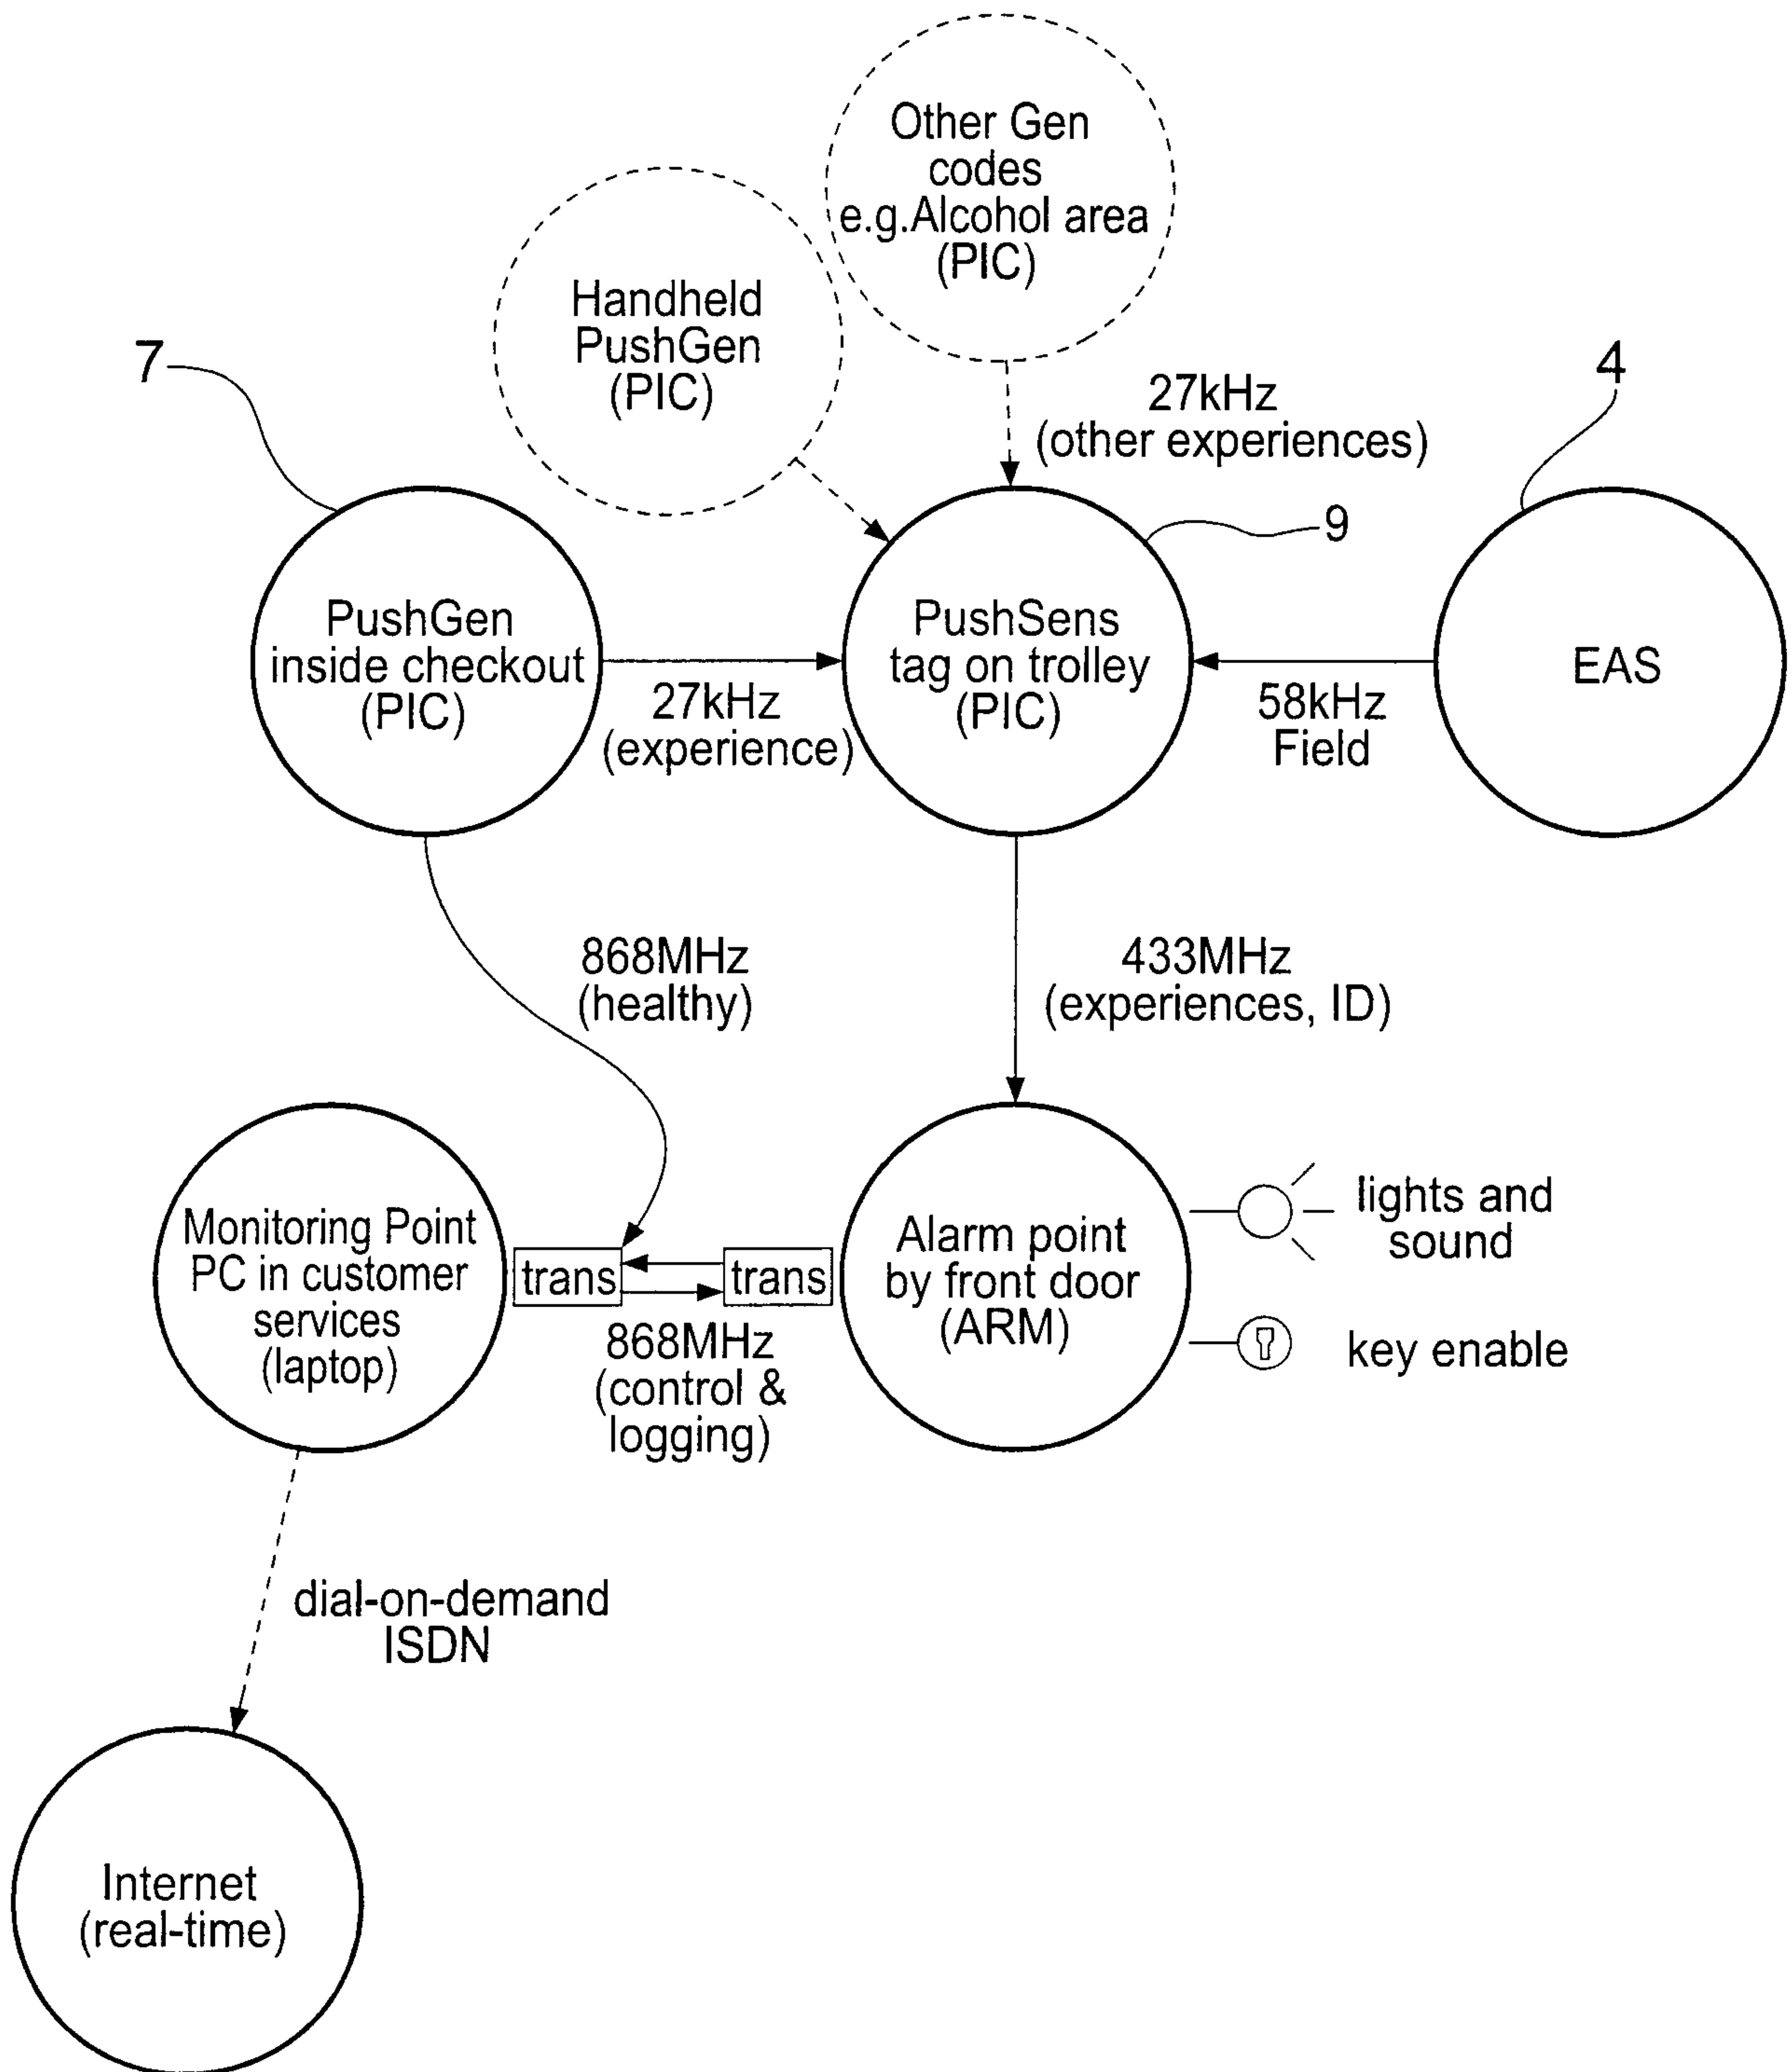 Other Gen
codes
e.g.Alcohol area
(PIC)
Handheld
PushGen
(PIC)
7
27kHz
(other experiences)
4
9
PushGen
inside checkout
(PIC)
27kHz
(experience)
PushSens
tag on trolley
(PIC)
58kHz
Field
EAS
868MHz
(healthy)
433MHz
(experiences, ID)
Monitoring Point
PC in customer
services
(laptop)
trans
trans
868MHz
(control &
logging)
Alarm point
by front door
(ARM)
lights and
sound
key enable
dial-on-demand
ISDN
Internet
(real-time)